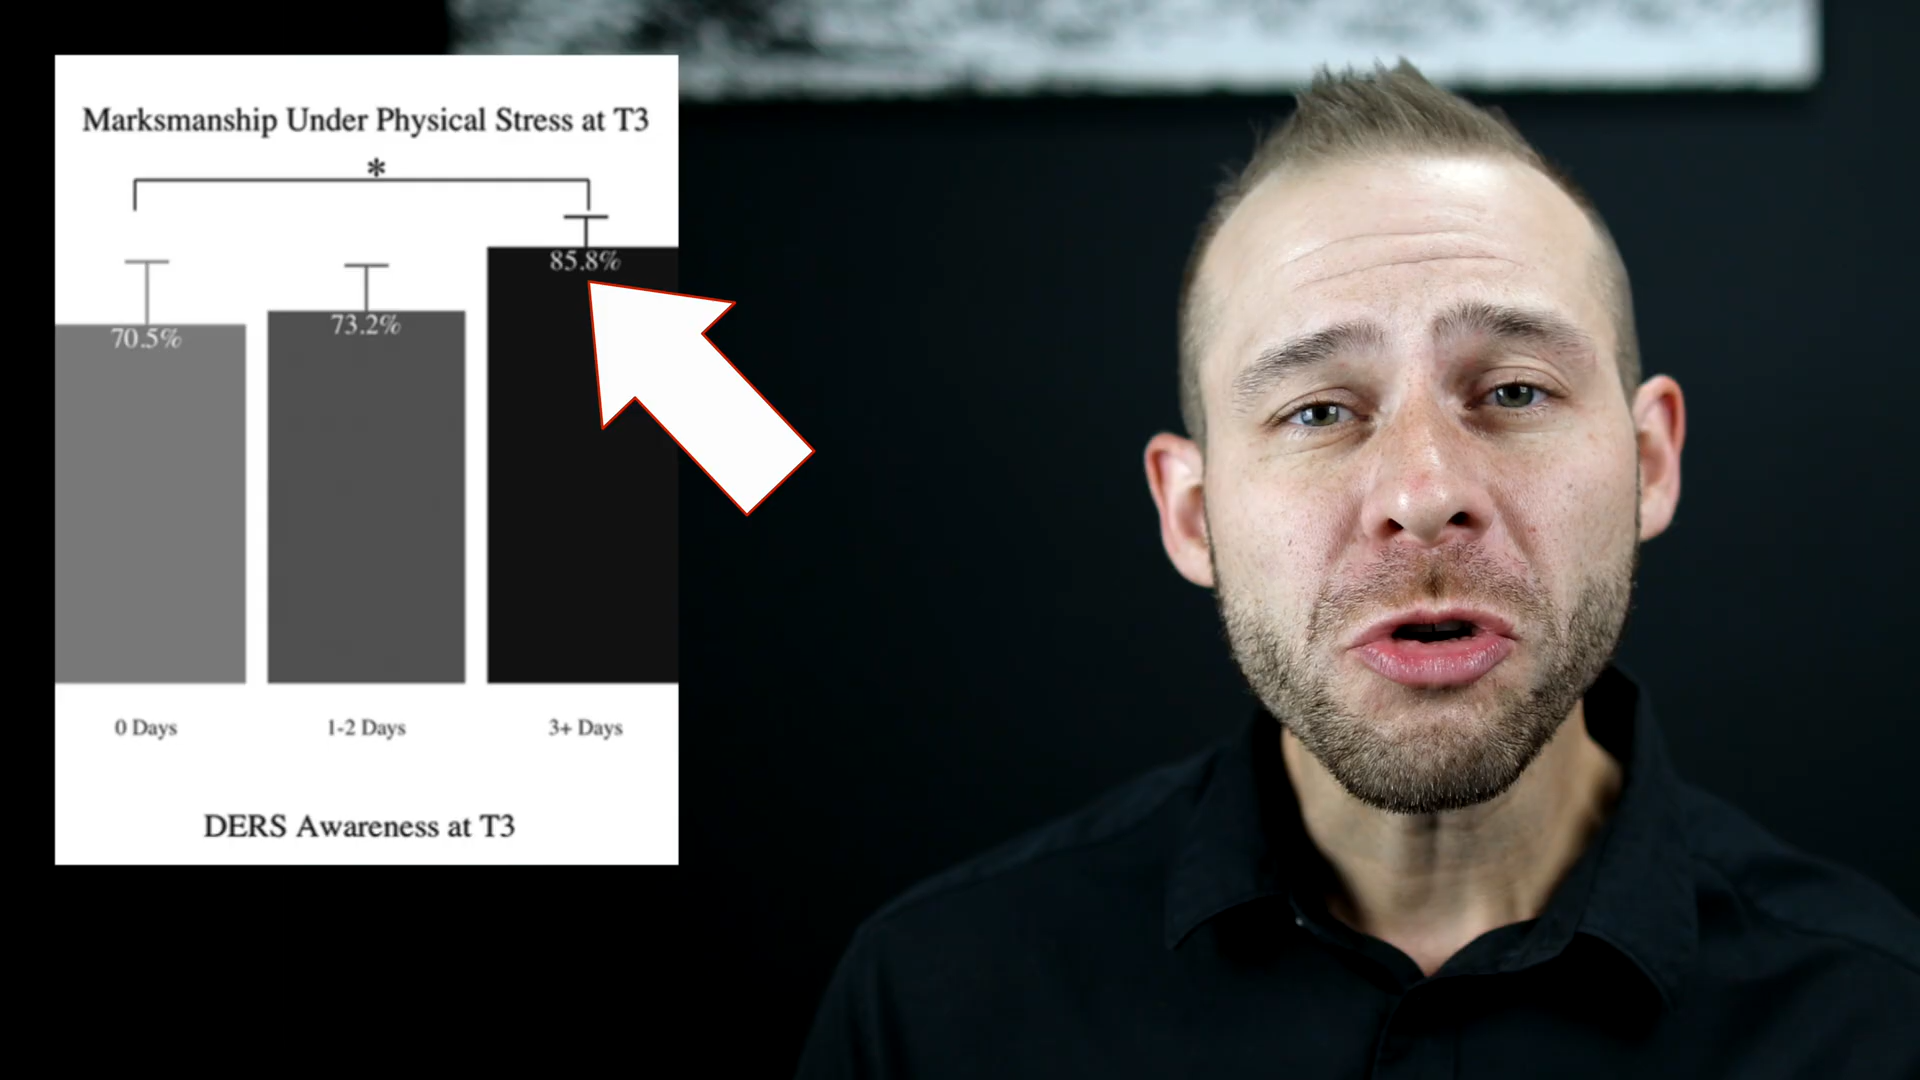 Marksmanship Under Physical Stress at T3
*
85.8%
73.2%
70.5%
0 Days 1-2 Days 3+ Days
DERS Awareness at T3